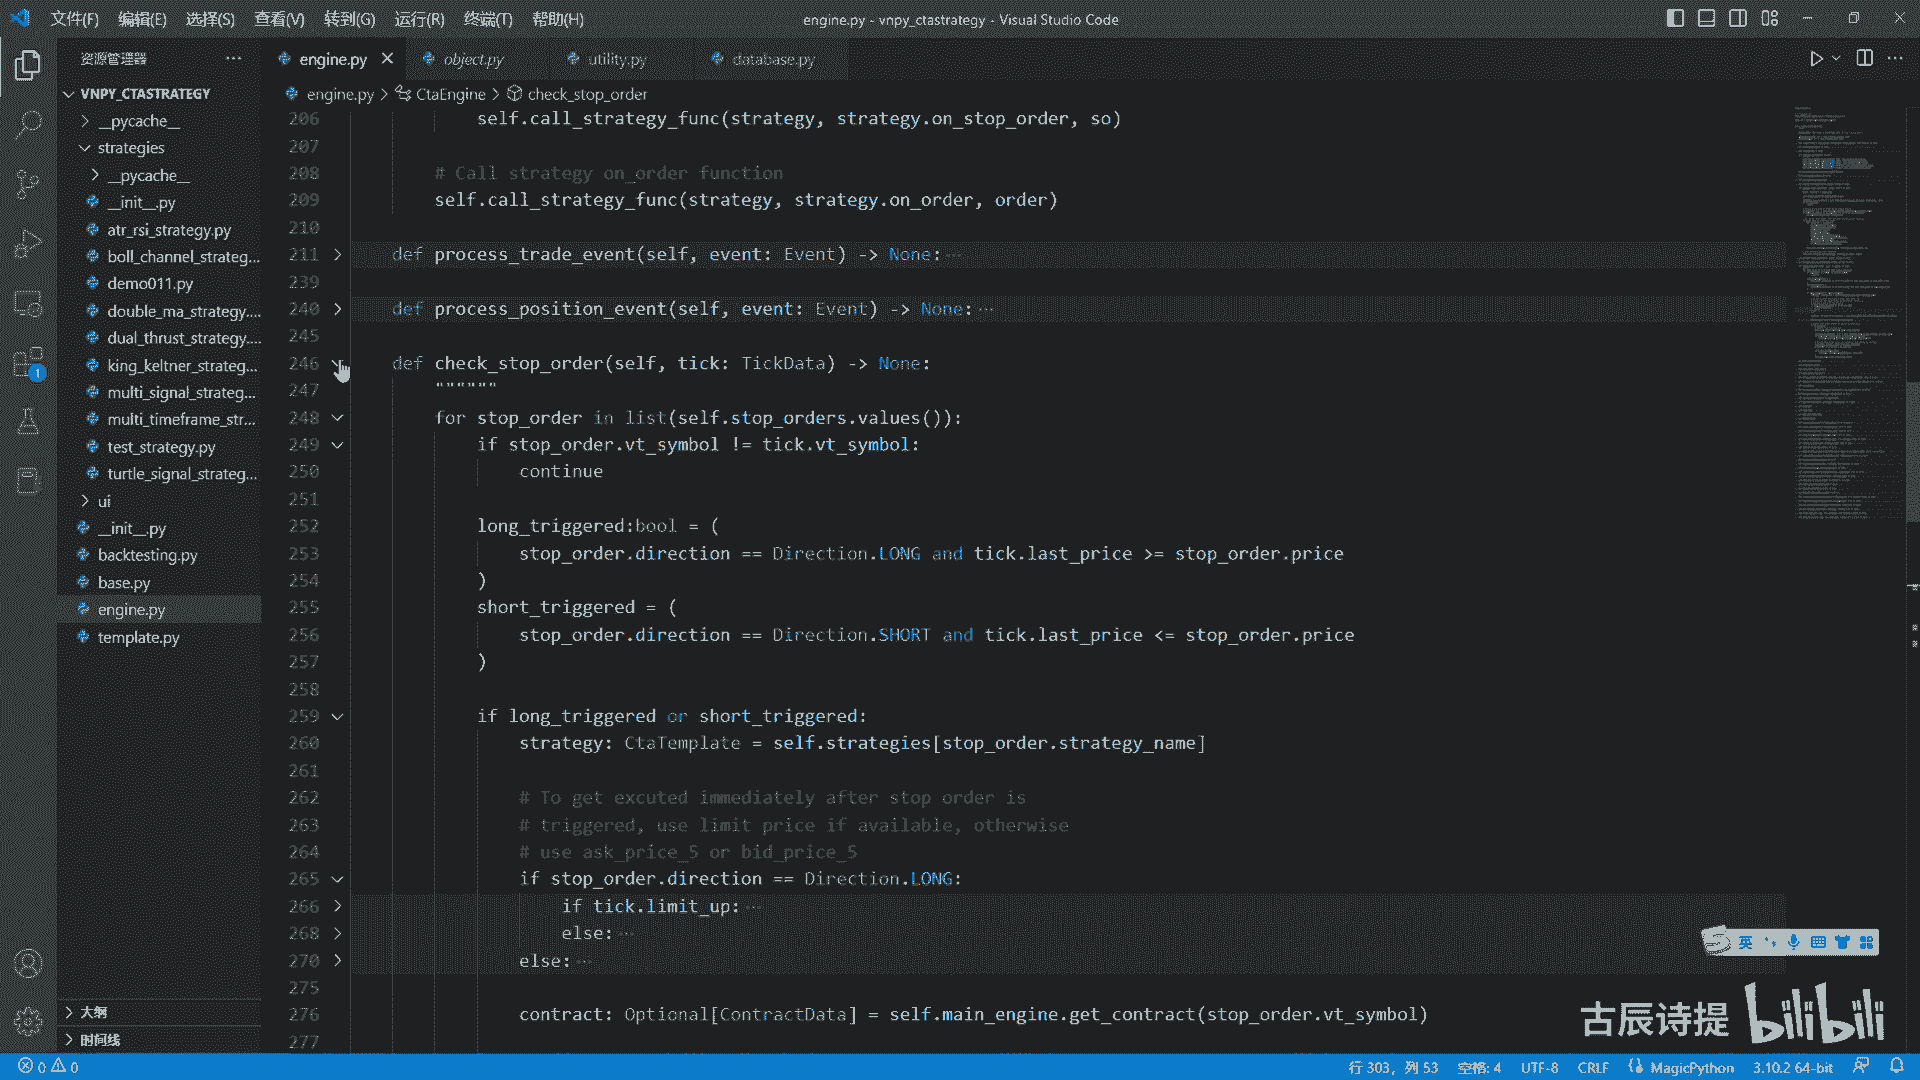 文件(F) 编辑(E) 选择(S) 查看(V) 转到(G) 运行(R) 终端(T) 帮助(H)
engine.py - vnpy_ctastrategy - Visual Studio Code
资源管理器
engine.py
object.py
utility.py
database.py
VNPY_CTASTRATEGY
engine.py > CtaEngine > check_stop_order
__pycache__
strategies
__pycache__
__init__.py
atr_rsi_strategy.py
boll_channel_strateg...
demo011.py
double_ma_strategy....
dual_thrust_strategy....
king_keltner_strateg...
multi_signal_strateg...
multi_timeframe_str...
test_strategy.py
turtle_signal_strateg...
ui
__init__.py
backtesting.py
base.py
engine.py
template.py
大纲
时间线
206 self.call_strategy_func(strategy, strategy.on_stop_order, so)
207
208 # Call strategy on_order function
209 self.call_strategy_func(strategy, strategy.on_order, order)
210
211 def process_trade_event(self, event: Event) -> None:
239
240 def process_position_event(self, event: Event) -> None:
245
246 def check_stop_order(self, tick: TickData) -> None:
247 """"""
248 for stop_order in list(self.stop_orders.values()):
249 if stop_order.vt_symbol != tick.vt_symbol:
250 continue
251
252 long_triggered:bool = (
253 stop_order.direction == Direction.LONG and tick.last_price >= stop_order.price
254 )
255 short_triggered = (
256 stop_order.direction == Direction.SHORT and tick.last_price <= stop_order.price
257 )
258
259 if long_triggered or short_triggered:
260 strategy: CtaTemplate = self.strategies[stop_order.strategy_name]
261
262 # To get excuted immediately after stop order is
263 # triggered, use limit price if available, otherwise
264 # use ask_price_5 or bid_price_5
265 if stop_order.direction == Direction.LONG:
266 if tick.limit_up:
268 else:
270 else:
275
276 contract: Optional[ContractData] = self.main_engine.get_contract(stop_order.vt_symbol)
277
英
古辰诗提 bilibili
1
0 0
行 303，列 53 空格: 4 UTF-8 CRLF MagicPython 3.10.2 64-bit